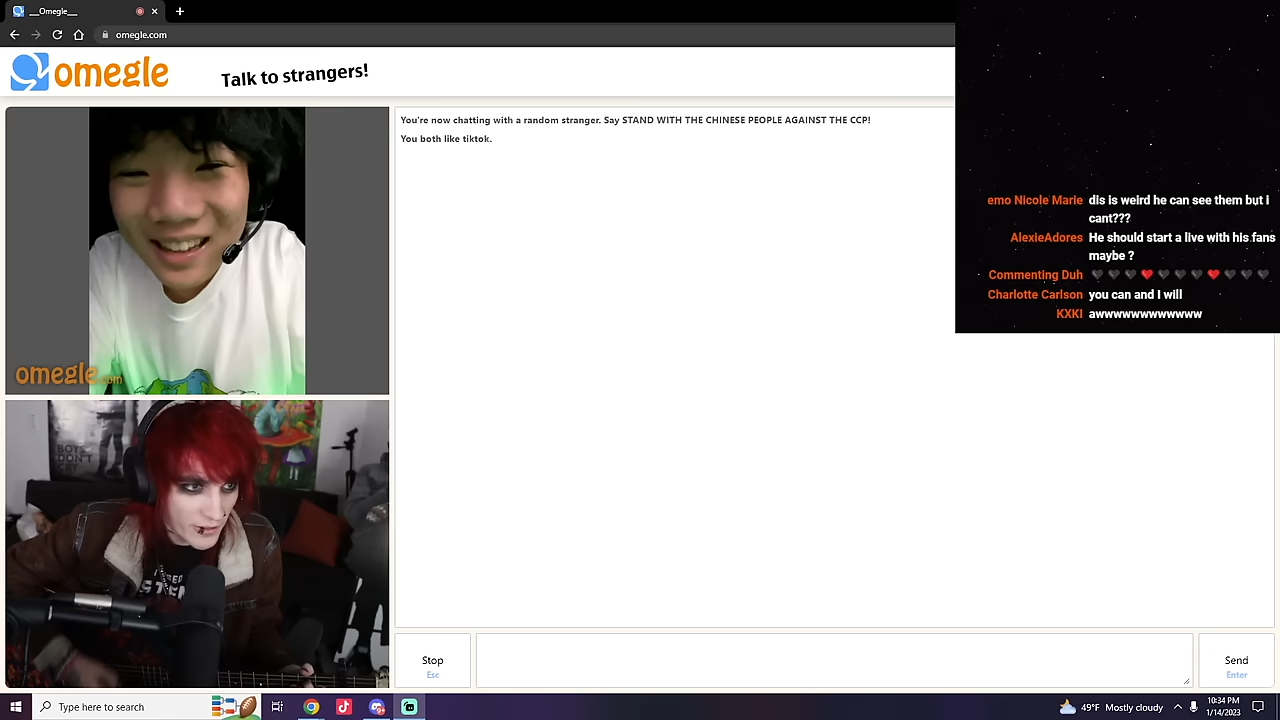 __Omegle__
omegle.com
omegle
Talk to strangers!
You're now chatting with a random stranger. Say STAND WITH THE CHINESE PEOPLE AGAINST THE CCP!
You both like tiktok.
emo Nicole Marie dis is weird he can see them but i
cant???
AlexieAdores He should start a live with his fans
maybe ?
Commenting Duh 🖤🖤🖤❤️🖤🖤🖤❤️🖤🖤🖤
Charlotte Carlson you can and I will
KXKI awwwwwwwwwwwww
omegle.com
BOYS
DON'T
Stop
Esc
Send
Enter
Type here to search
49°F Mostly cloudy
10:34 PM
1/14/2023